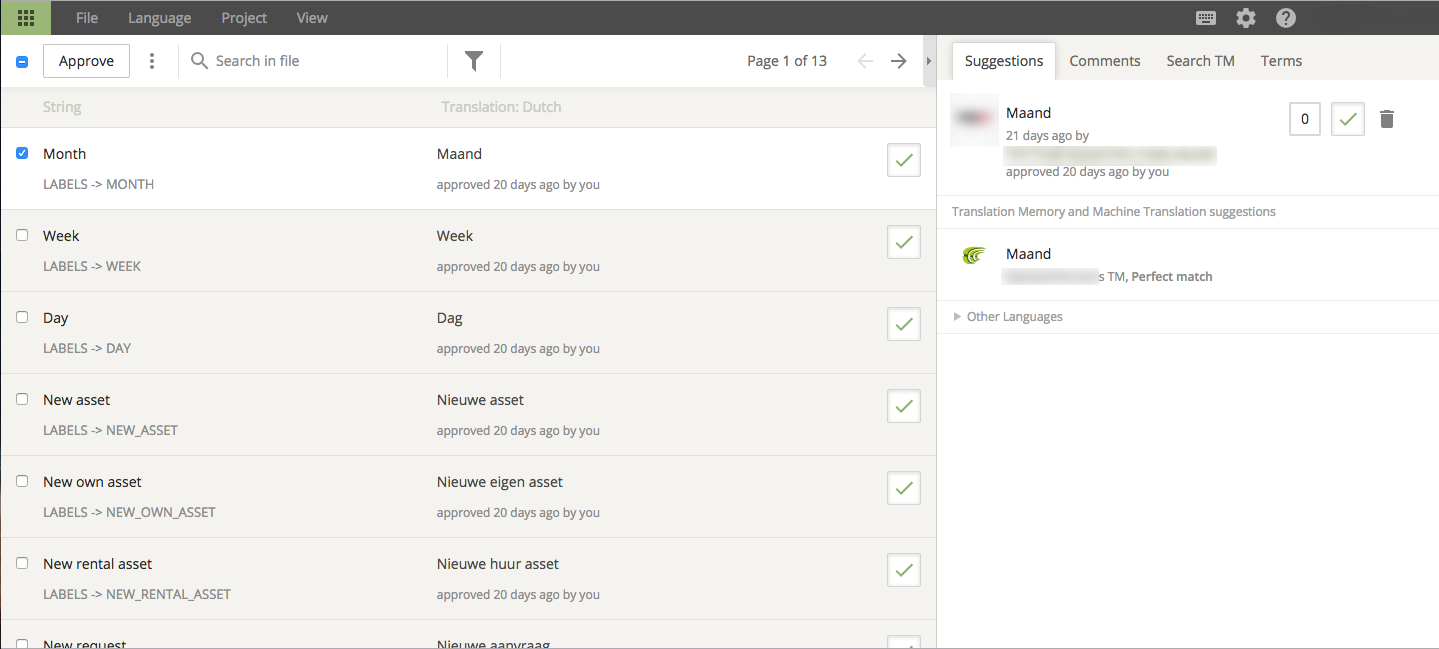 File Language Project View
Approve Search in file Page 1 of 13
String Translation: Dutch
Month Maand
LABELS -> MONTH approved 20 days ago by you
Week Week
LABELS -> WEEK approved 20 days ago by you
Day Dag
LABELS -> DAY approved 20 days ago by you
New asset Nieuwe asset
LABELS -> NEW_ASSET approved 20 days ago by you
New own asset Nieuwe eigen asset
LABELS -> NEW_OWN_ASSET approved 20 days ago by you
New rental asset Nieuwe huur asset
LABELS -> NEW_RENTAL_ASSET approved 20 days ago by you
New request Nieuwe aanvraag
Suggestions Comments Search TM Terms
Maand 0
21 days ago by
approved 20 days ago by you
Translation Memory and Machine Translation suggestions
Maand
s TM, Perfect match
Other Languages